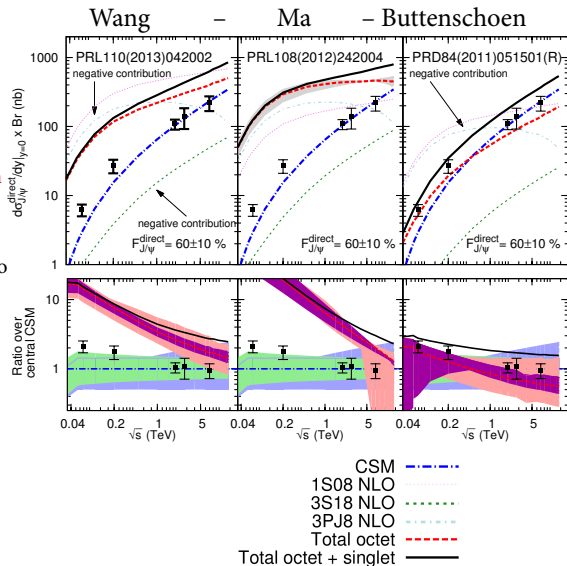 Wang – Ma – Buttenschoen
PRL110(2013)042002 PRL108(2012)242004 PRD84(2011)051501(R)
negative contribution negative contribution
1000
100
10
1
dσ^direct_J/ψ/dy|y=0 x Br (nb)
negative contribution
F^direct_J/ψ = 60±10 % F^direct_J/ψ = 60±10 % F^direct_J/ψ = 60±10 %
10
1
Ratio over
central CSM
0.04 0.2 1 5 0.04 0.2 1 5 0.04 0.2 1 5
√s (TeV) √s (TeV) √s (TeV)
CSM
1S08 NLO
3S18 NLO
3PJ8 NLO
Total octet
Total octet + singlet